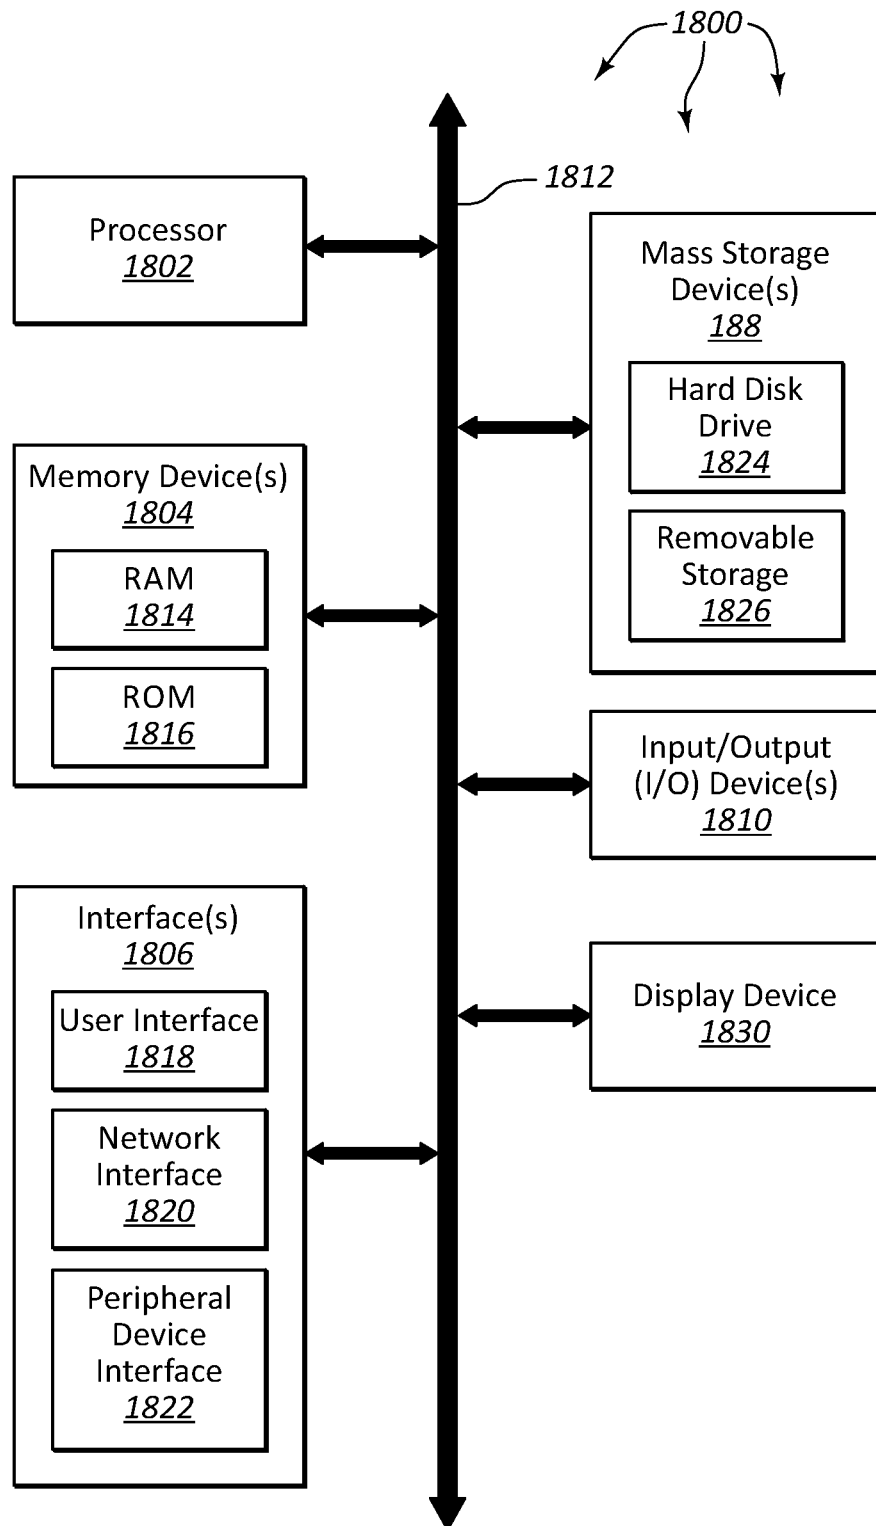 1800
1812
Processor
1802
Memory Device(s)
1804
RAM
1814
ROM
1816
Interface(s)
1806
User Interface
1818
Network
Interface
1820
Peripheral
Device
Interface
1822
Mass Storage
Device(s)
188
Hard Disk
Drive
1824
Removable
Storage
1826
Input/Output
(I/O) Device(s)
1810
Display Device
1830